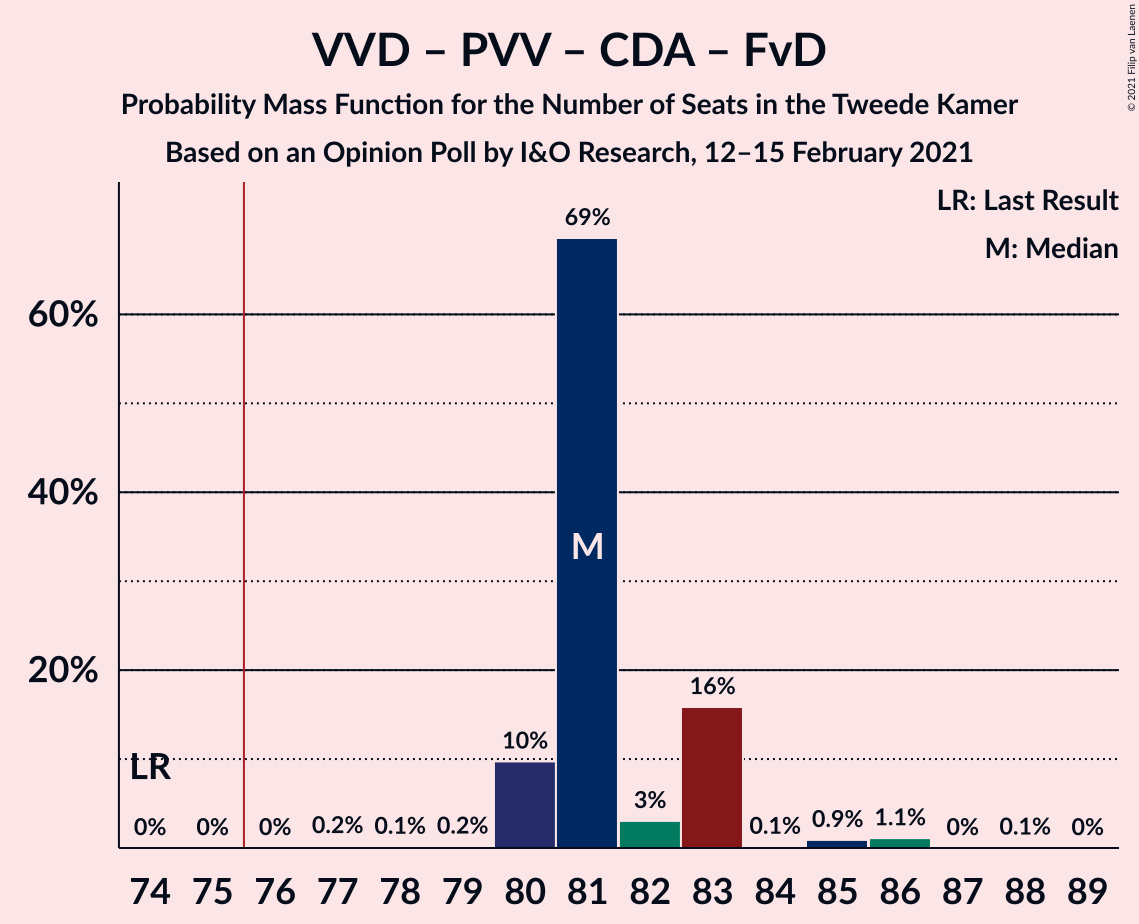 VVD – PVV – CDA – FvD
Probability Mass Function for the Number of Seats in the Tweede Kamer
Based on an Opinion Poll by I&O Research, 12–15 February 2021
© 2021 Filip van Laenen
LR: Last Result
M: Median
69%
60%
40%
M
20%
16%
10%
LR
3%
0% 0% 0% 0.2% 0.1% 0.2% 0.1% 0.9% 1.1% 0% 0.1% 0%
74 75 76 77 78 79 80 81 82 83 84 85 86 87 88 89